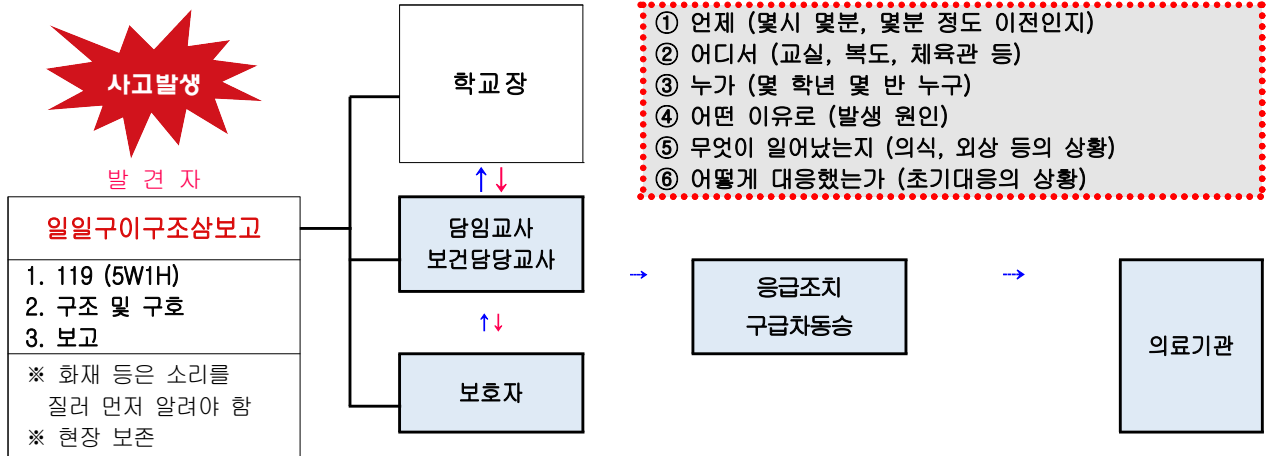 사고발생
발 견 자
일일구이구조삼보고
1. 119 (5W1H)
2. 구조 및 구호
3. 보고
※ 화재 등은 소리를
질러 먼저 알려야 함
※ 현장 보존
학교장
↑↓
담임교사
보건담당교사
↑↓
보호자
① 언제 (몇시 몇분, 몇분 정도 이전인지)
② 어디서 (교실, 복도, 체육관 등)
③ 누가 (몇 학년 몇 반 누구)
④ 어떤 이유로 (발생 원인)
⑤ 무엇이 일어났는지 (의식, 외상 등의 상황)
⑥ 어떻게 대응했는가 (초기대응의 상황)
→
응급조치
구급차동승
→
의료기관